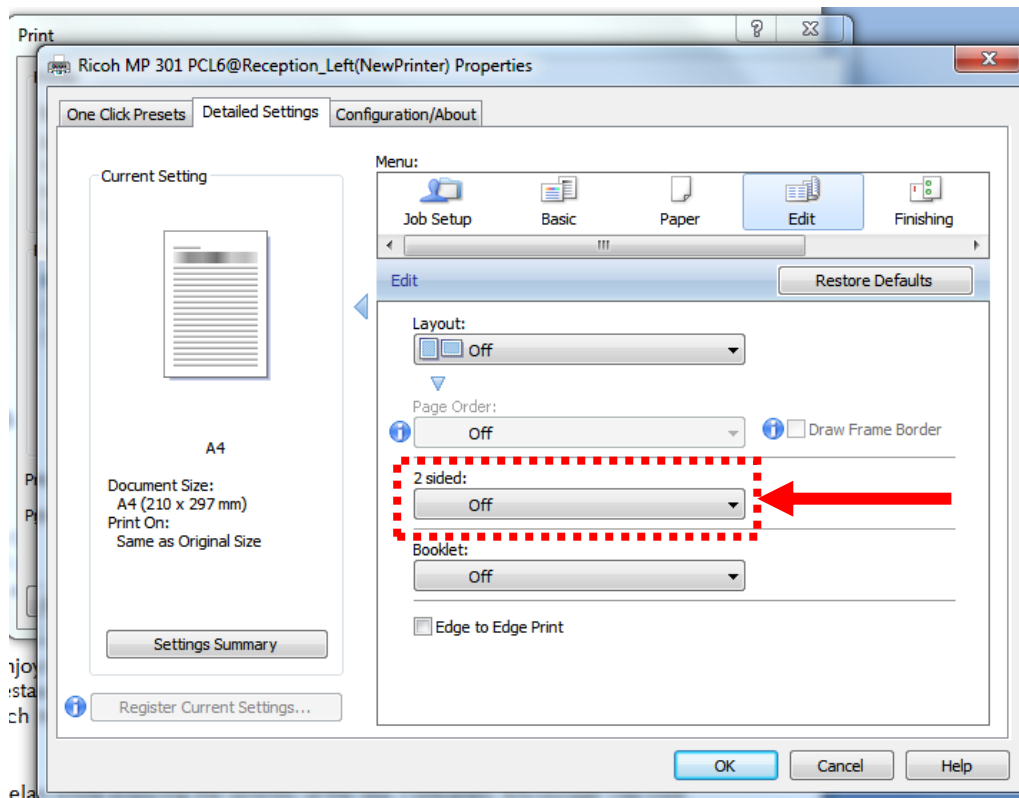 Print
Ricoh MP 301 PCL6@Reception_Left(NewPrinter) Properties
One Click Presets
Detailed Settings
Configuration/About
Current Setting
A4
Document Size:
A4 (210 x 297 mm)
Print On:
Same as Original Size
Settings Summary
Register Current Settings...
Menu:
Job Setup
Basic
Paper
Edit
Finishing
Edit
Restore Defaults
Layout:
Off
Page Order:
Off
Draw Frame Border
2 sided:
Off
Booklet:
Off
Edge to Edge Print
OK
Cancel
Help